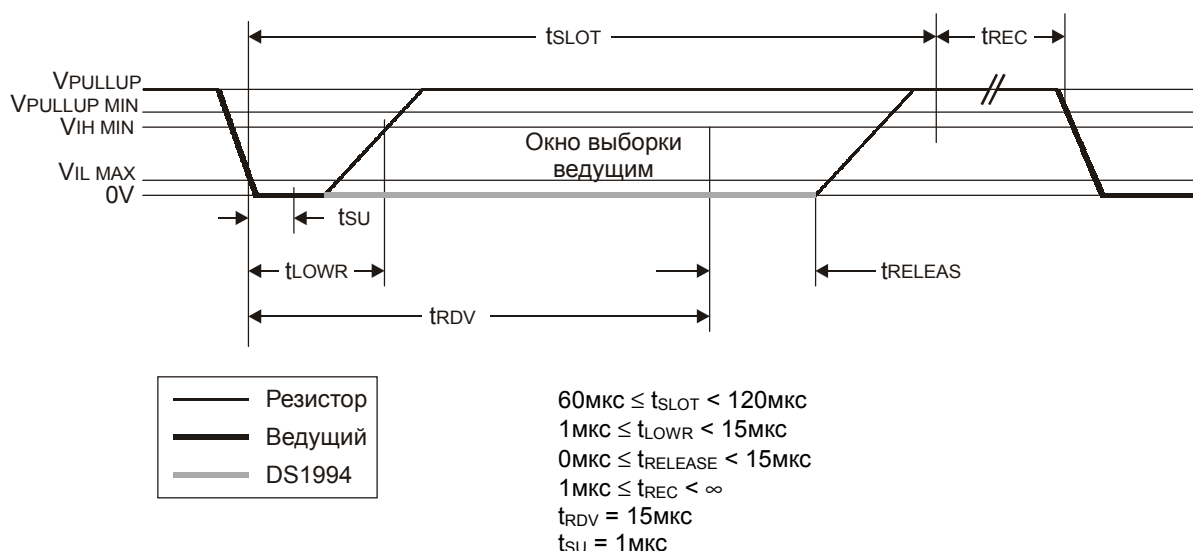 tSLOT
tREC
VPULLUP
VPULLUP MIN
VIH MIN
Окно выборки
ведущим
VIL MAX
0V
tSU
tLOWR
tRELEAS
tRDV
Резистор
Ведущий
DS1994
60мкс ≤ tSLOT < 120мкс
1мкс ≤ tLOWR < 15мкс
0мкс ≤ tRELEASE < 15мкс
1мкс ≤ tREC < ∞
tRDV = 15мкс
tSU = 1мкс